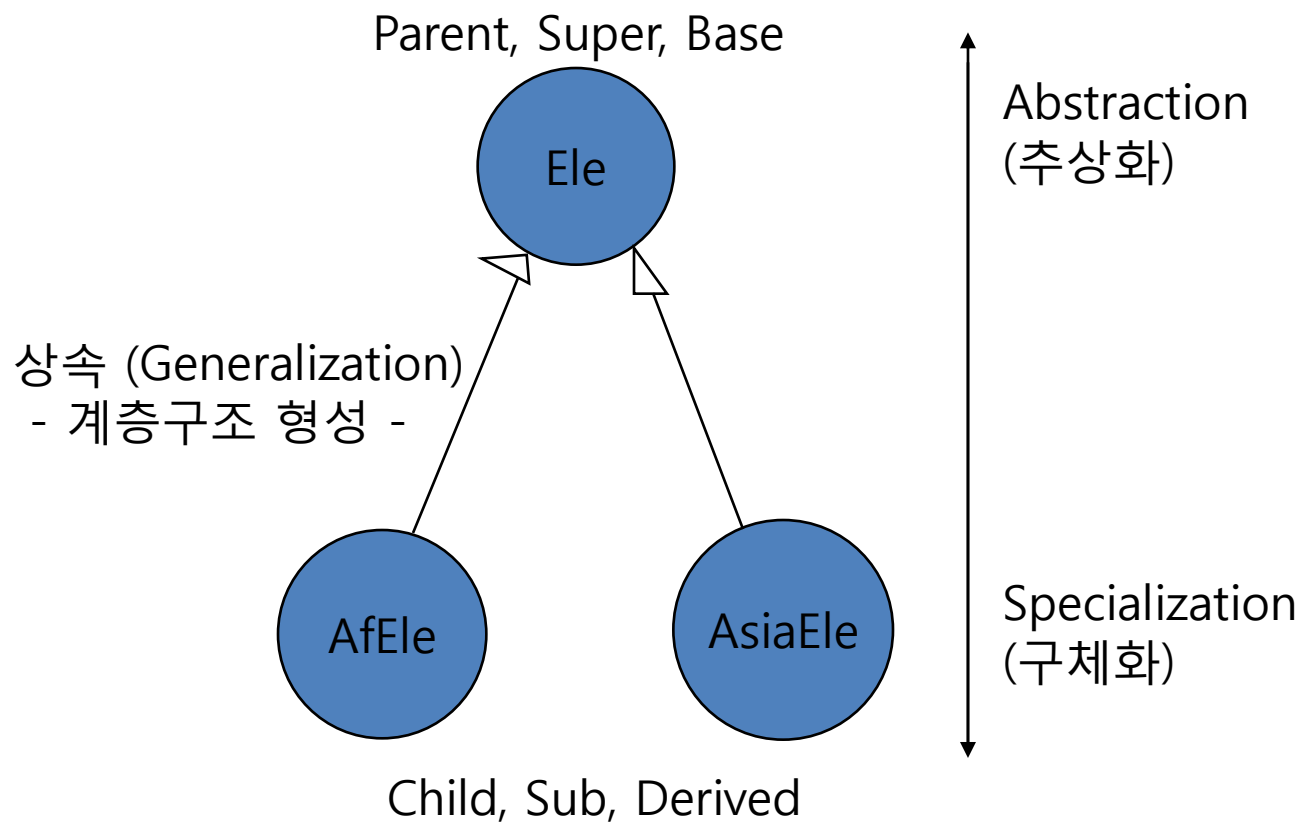 Parent, Super, Base
Ele
Abstraction
(추상화)
상속 (Generalization)
- 계층구조 형성 -
AfEle
AsiaEle
Specialization
(구체화)
Child, Sub, Derived